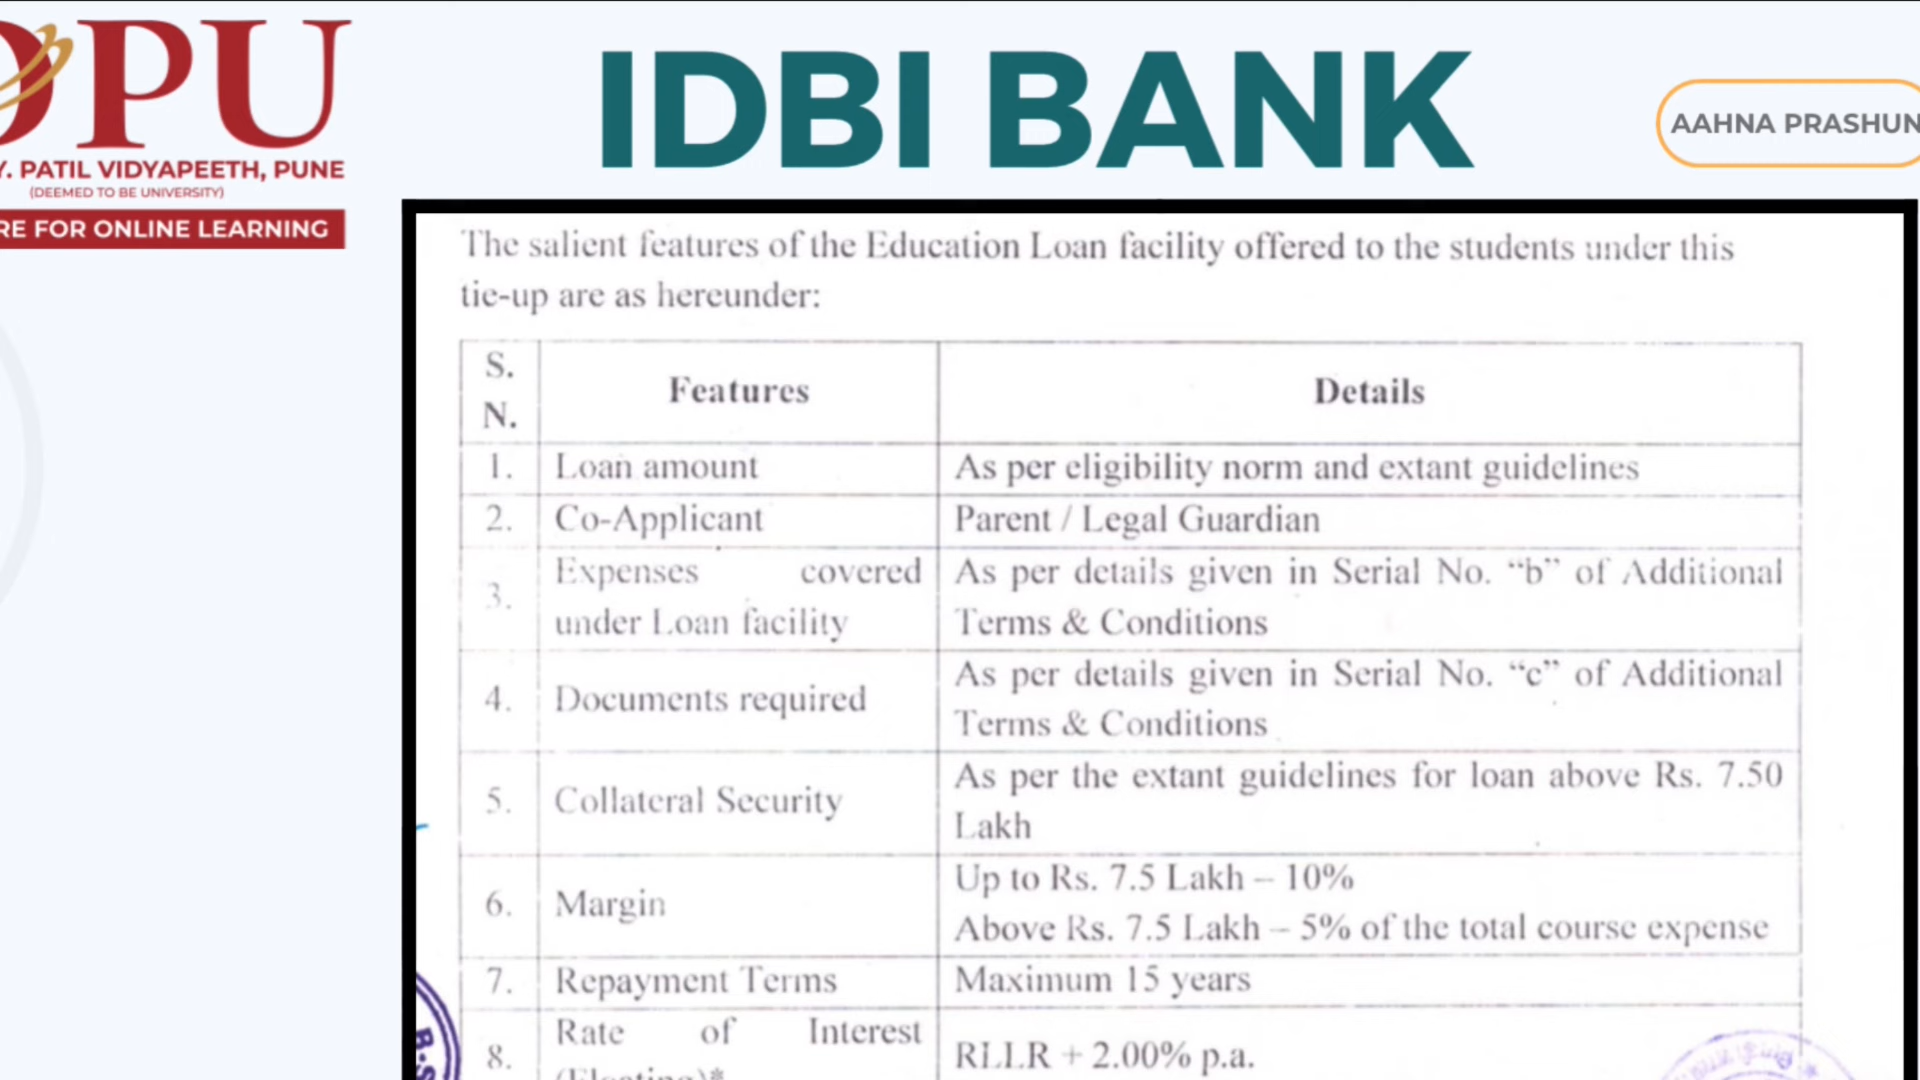 DPU
Y. PATIL VIDYAPEETH, PUNE
(DEEMED TO BE UNIVERSITY)
RE FOR ONLINE LEARNING
IDBI BANK
AAHNA PRASHUN
The salient features of the Education Loan facility offered to the students under this
tie-up are as hereunder:
S.
N.
Features
Details
1.
Loan amount
As per eligibility norm and extant guidelines
2.
Co-Applicant
Parent / Legal Guardian
3.
Expenses covered
under Loan facility
As per details given in Serial No. “b” of Additional
Terms & Conditions
4.
Documents required
As per details given in Serial No. “c” of Additional
Terms & Conditions
5.
Collateral Security
As per the extant guidelines for loan above Rs. 7.50
Lakh
6.
Margin
Up to Rs. 7.5 Lakh – 10%
Above Rs. 7.5 Lakh – 5% of the total course expense
7.
Repayment Terms
Maximum 15 years
8.
Rate of Interest
(Floating)*
RLLR + 2.00% p.a.